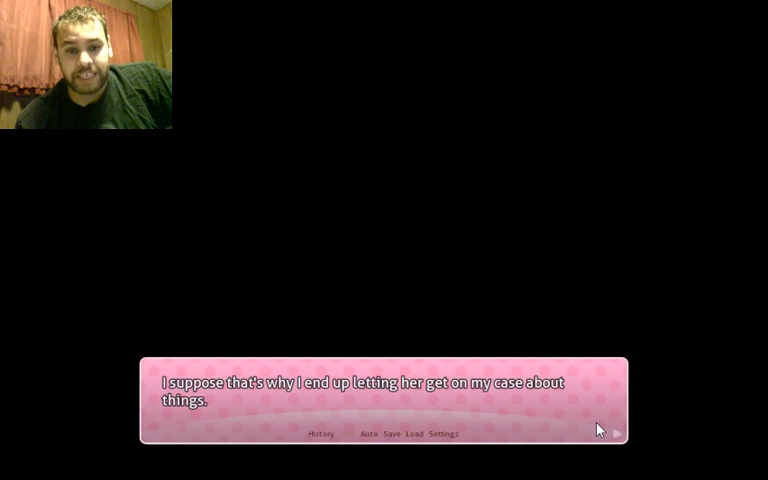 I suppose that's why I end up letting her get on my case about
things.
History Auto Save Load Settings